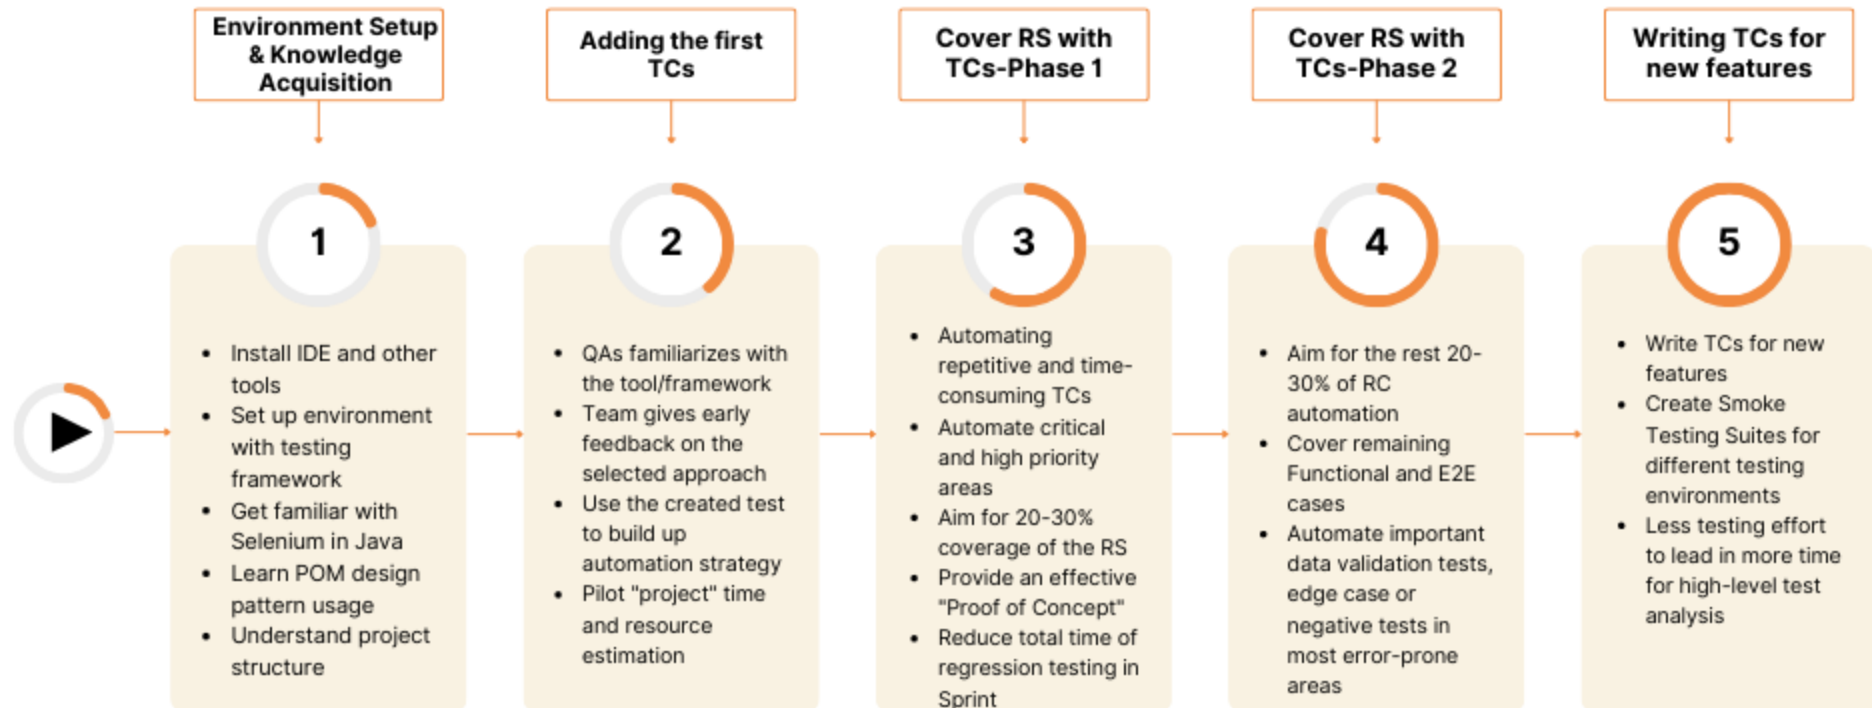 Environment Setup
& Knowledge
Acquisition
Adding the first
TCs
Cover RS with
TCs-Phase 1
Cover RS with
TCs-Phase 2
Writing TCs for
new features
1
• Install IDE and other
tools
• Set up environment
with testing
framework
• Get familiar with
Selenium in Java
• Learn POM design
pattern usage
• Understand project
structure
2
• QAs familiarizes with
the tool/framework
• Team gives early
feedback on the
selected approach
• Use the created test
to build up
automation strategy
• Pilot "project" time
and resource
estimation
3
• Automating
repetitive and time-
consuming TCs
• Automate critical
and high priority
areas
• Aim for 20-30%
coverage of the RS
• Provide an effective
"Proof of Concept"
• Reduce total time of
regression testing in
Sprint
4
• Aim for the rest 20-
30% of RC
automation
• Cover remaining
Functional and E2E
cases
• Automate important
data validation tests,
edge case or
negative tests in
most error-prone
areas
5
• Write TCs for new
features
• Create Smoke
Testing Suites for
different testing
environments
• Less testing effort
to lead in more time
for high-level test
analysis